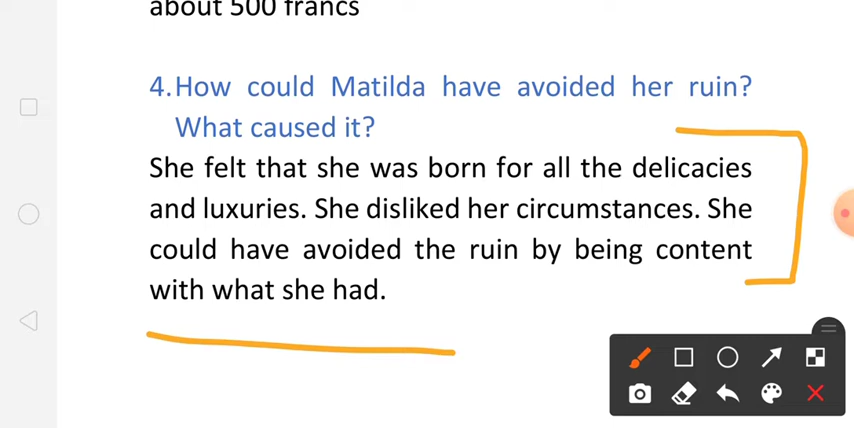 about 500 francs
4. How could Matilda have avoided her ruin?
What caused it?
She felt that she was born for all the delicacies
and luxuries. She disliked her circumstances. She
could have avoided the ruin by being content
with what she had.